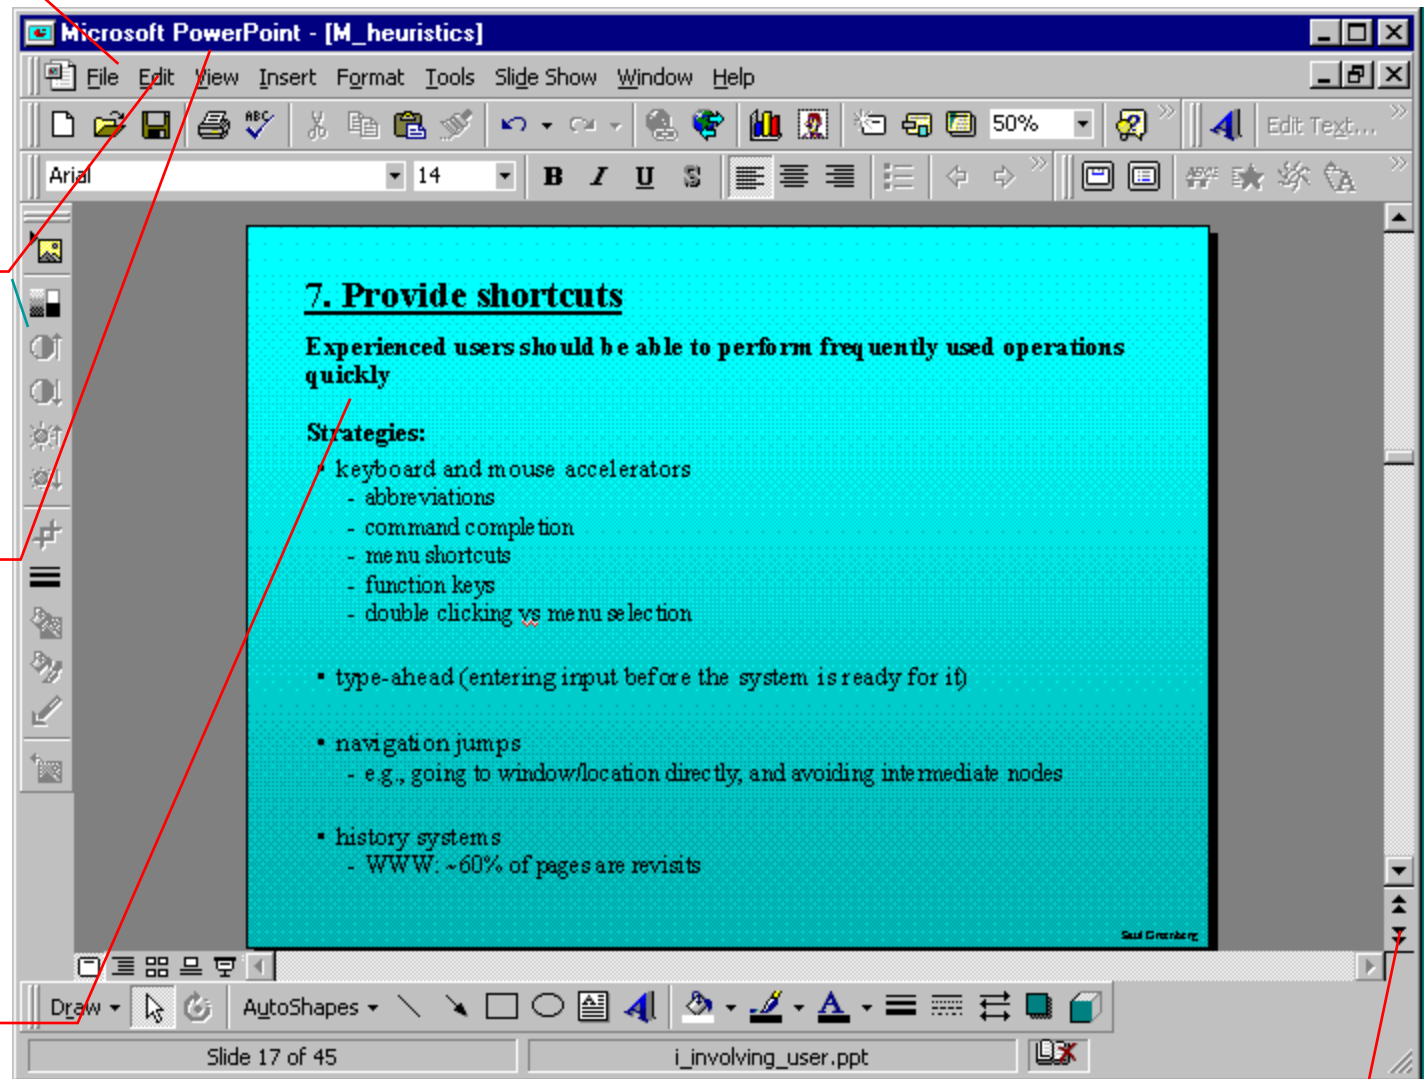 Microsoft PowerPoint - [M_heuristics]
File Edit View Insert Format Tools Slide Show Window Help
ABC 50% Edit Text...
Arial 14 B I U S
7. Provide shortcuts
Experienced users should be able to perform frequently used operations
quickly
Strategies:
▪ keyboard and mouse accelerators
- abbreviations
- command completion
- menu shortcuts
- function keys
- double clicking vs menu selection
▪ type-ahead (entering input before the system is ready for it)
▪ navigation jumps
- e.g., going to window/location directly, and avoiding intermediate nodes
▪ history systems
- WWW: ~60% of pages are revisits
Saul Greenberg
Draw AutoShapes A
Slide 17 of 45 i_involving_user.ppt